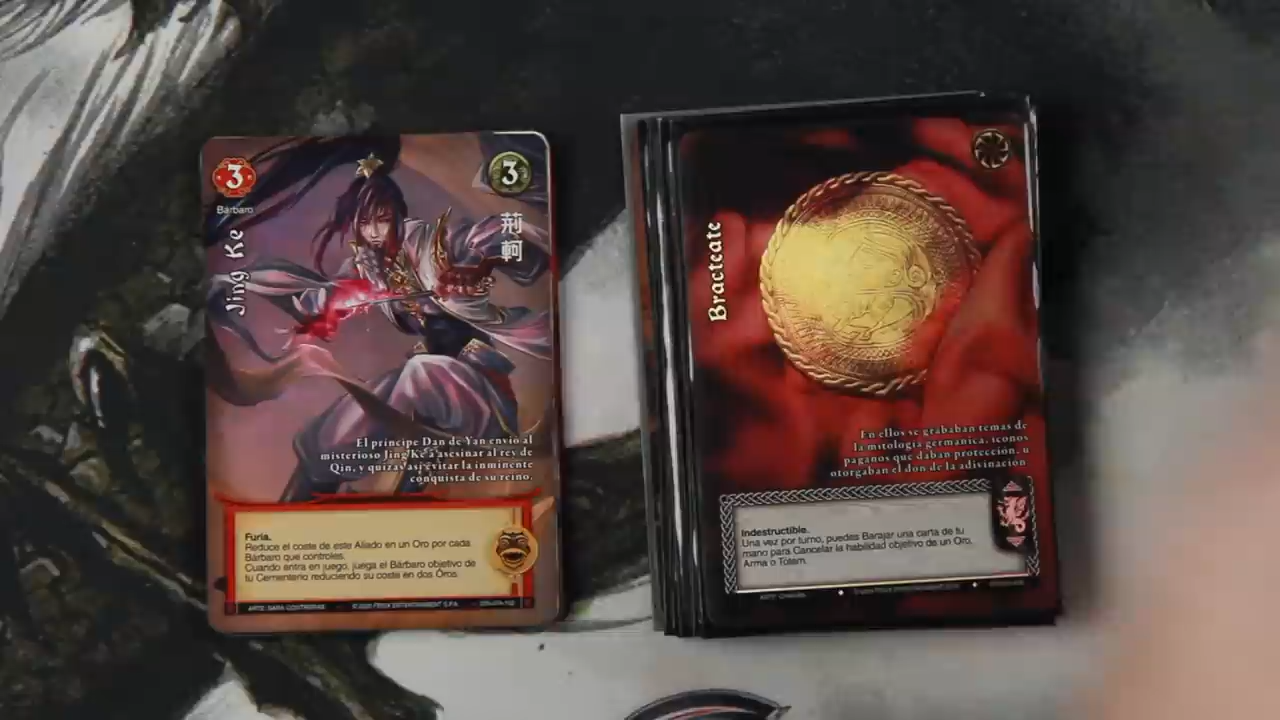 3
3
Bárbaro
Jing Ke
荊軻
El príncipe Dan de Yan envió al
misterioso Jing Ke a asesinar al rey de
Qin, y quizás así evitar la inminente
conquista de su reino.
Furia.
Reduce el coste de este Aliado en un Oro por cada
Bárbaro que controles.
Cuando entra en juego, juega el Bárbaro objetivo de
tu Cementerio reduciendo su coste en dos Oros.
ARTE: SARA CONTRERAS
Bracteate
En ellos se grababan temas de
la mitología germánica, íconos
paganos que daban protección, u
otorgaban el don de la adivinación
Indestructible.
Una vez por turno, puedes Barajar una carta de tu
mano para Cancelar la habilidad objetivo de un Oro,
Arma o Tótem.